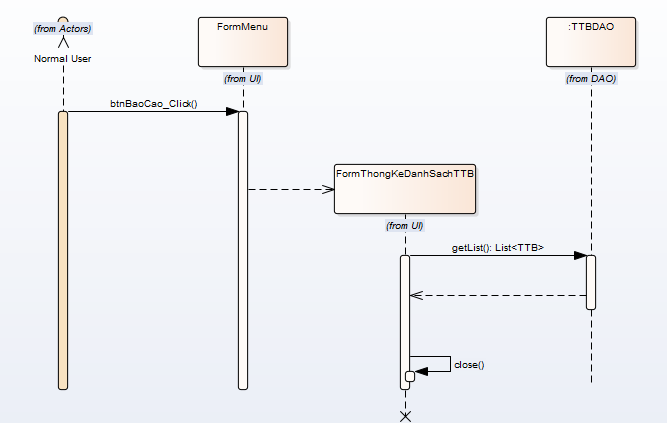 (from Actors)
Normal User
FormMenu
(from UI)
:TTBDAO
(from DAO)
btnBaoCao_Click()
FormThongKeDanhSachTTB
(from UI)
getList(): List<TTB>
close()